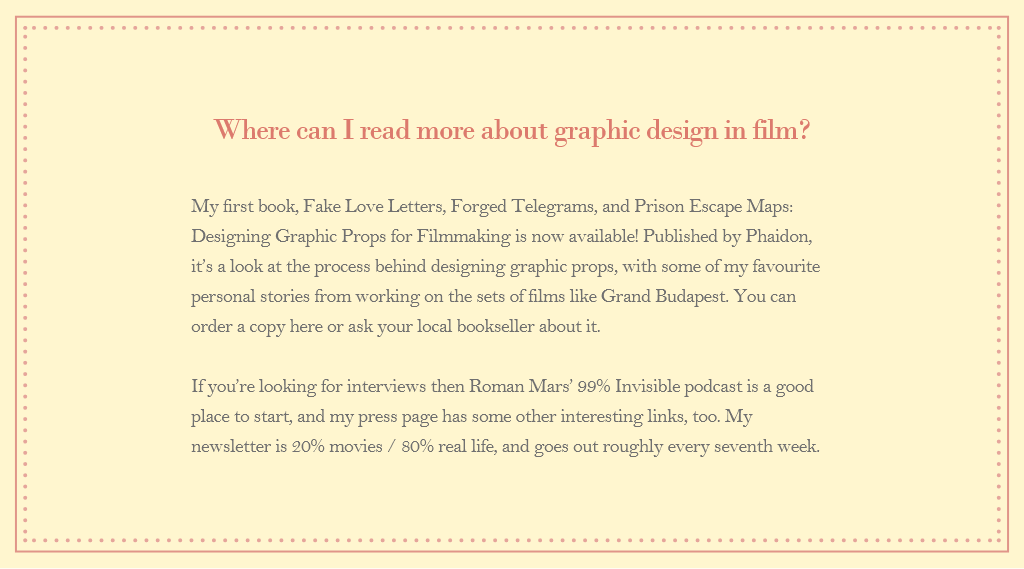 Where can I read more about graphic design in film?
My first book, Fake Love Letters, Forged Telegrams, and Prison Escape Maps:
Designing Graphic Props for Filmmaking is now available! Published by Phaidon,
it’s a look at the process behind designing graphic props, with some of my favourite
personal stories from working on the sets of films like Grand Budapest. You can
order a copy here or ask your local bookseller about it.
If you’re looking for interviews then Roman Mars’ 99% Invisible podcast is a good
place to start, and my press page has some other interesting links, too. My
newsletter is 20% movies / 80% real life, and goes out roughly every seventh week.